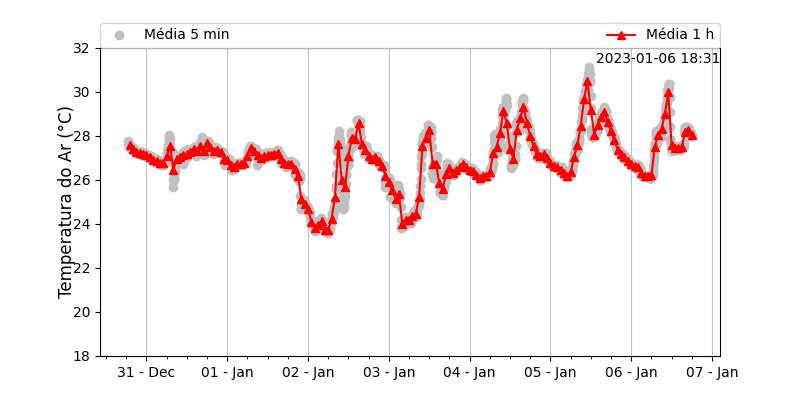 Média 5 min
Média 1 h
2023-01-06 18:31
Temperatura do Ar (°C)
32
30
28
26
24
22
20
18
31 - Dec
01 - Jan
02 - Jan
03 - Jan
04 - Jan
05 - Jan
06 - Jan
07 - Jan